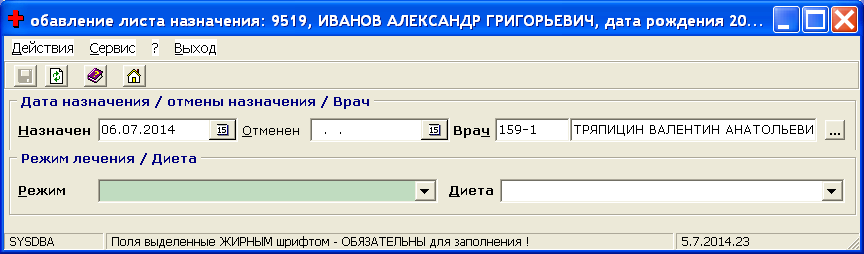 обавление листа назначения: 9519, ИВАНОВ АЛЕКСАНДР ГРИГОРЬЕВИЧ, дата рождения 20...
Действия Сервис ? Выход
Дата назначения / отмены назначения / Врач
Назначен 06.07.2014 15 Отменен . . 15 Врач 159-1 ТРЯПИЦИН ВАЛЕНТИН АНАТОЛЬЕВИ ...
Режим лечения / Диета
Режим Диета
SYSDBA Поля выделенные ЖИРНЫМ шрифтом - ОБЯЗАТЕЛЬНЫ для заполнения ! 5.7.2014.23